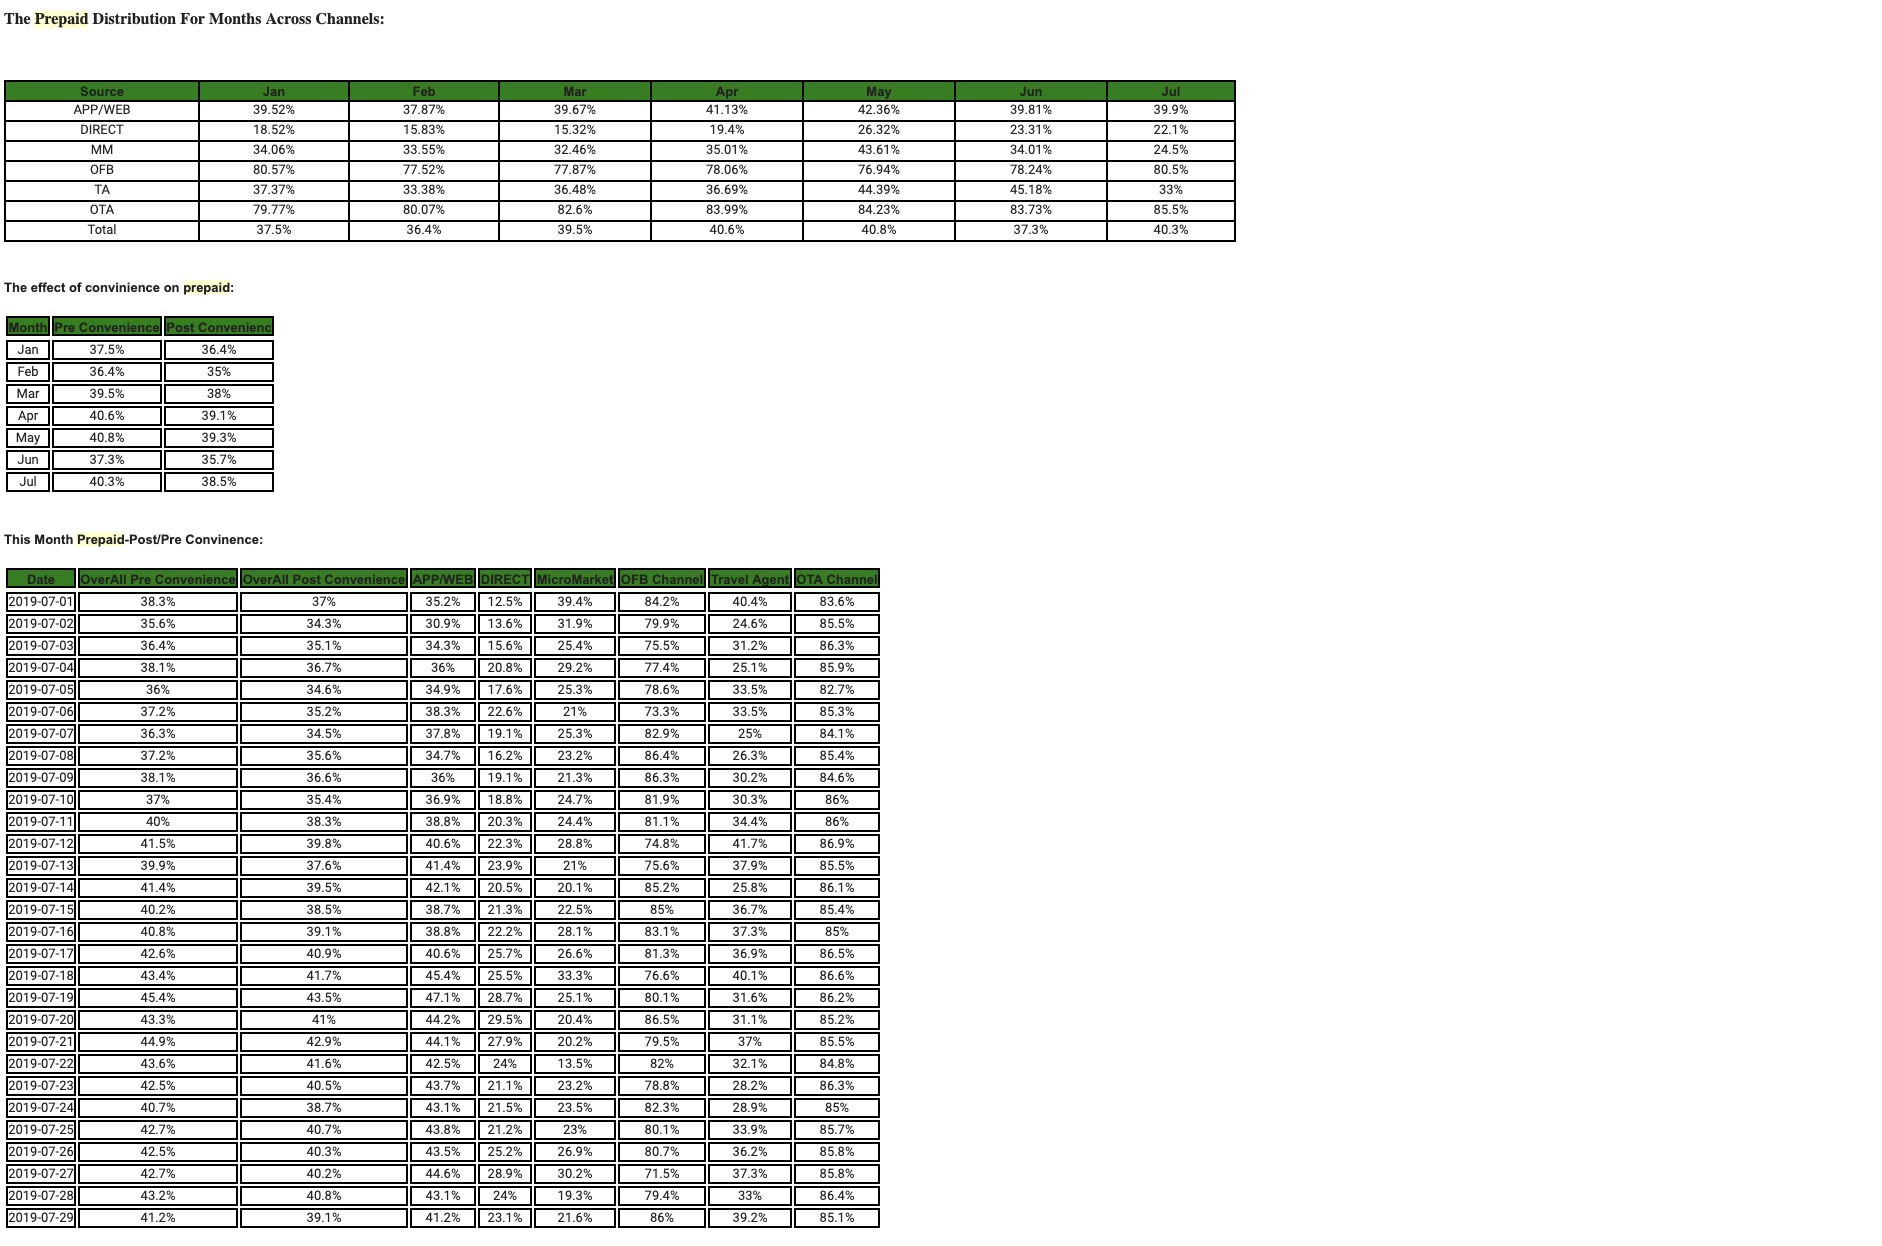 The Prepaid Distribution For Months Across Channels:
Source Jan Feb Mar Apr May Jun Jul
APP/WEB 39.52% 37.87% 39.67% 41.13% 42.36% 39.81% 39.9%
DIRECT 18.52% 15.83% 15.32% 19.4% 26.32% 23.31% 22.1%
MM 34.06% 33.55% 32.46% 35.01% 43.61% 34.01% 24.5%
OFB 80.57% 77.52% 77.87% 78.06% 76.94% 78.24% 80.5%
TA 37.37% 33.38% 36.48% 36.69% 44.39% 45.18% 33%
OTA 79.77% 80.07% 82.6% 83.99% 84.23% 83.73% 85.5%
Total 37.5% 36.4% 39.5% 40.6% 40.8% 37.3% 40.3%
The effect of convinience on prepaid:
Month Pre Convenience Post Convenienc
Jan 37.5% 36.4%
Feb 36.4% 35%
Mar 39.5% 38%
Apr 40.6% 39.1%
May 40.8% 39.3%
Jun 37.3% 35.7%
Jul 40.3% 38.5%
This Month Prepaid-Post/Pre Convinence:
Date OverAll Pre Convenience OverAll Post Convenience APP/WEB DIRECT MicroMarket OFB Channel Travel Agent OTA Channel
2019-07-01 38.3% 37% 35.2% 12.5% 39.4% 84.2% 40.4% 83.6%
2019-07-02 35.6% 34.3% 30.9% 13.6% 31.9% 79.9% 24.6% 85.5%
2019-07-03 36.4% 35.1% 34.3% 15.6% 25.4% 75.5% 31.2% 86.3%
2019-07-04 38.1% 36.7% 36% 20.8% 29.2% 77.4% 25.1% 85.9%
2019-07-05 36% 34.6% 34.9% 17.6% 25.3% 78.6% 33.5% 82.7%
2019-07-06 37.2% 35.2% 38.3% 22.6% 21% 73.3% 33.5% 85.3%
2019-07-07 36.3% 34.5% 37.8% 19.1% 25.3% 82.9% 25% 84.1%
2019-07-08 37.2% 35.6% 34.7% 16.2% 23.2% 86.4% 26.3% 85.4%
2019-07-09 38.1% 36.6% 36% 19.1% 21.3% 86.3% 30.2% 84.6%
2019-07-10 37% 35.4% 36.9% 18.8% 24.7% 81.9% 30.3% 86%
2019-07-11 40% 38.3% 38.8% 20.3% 24.4% 81.1% 34.4% 86%
2019-07-12 41.5% 39.8% 40.6% 22.3% 28.8% 74.8% 41.7% 86.9%
2019-07-13 39.9% 37.6% 41.4% 23.9% 21% 75.6% 37.9% 85.5%
2019-07-14 41.4% 39.5% 42.1% 20.5% 20.1% 85.2% 25.8% 86.1%
2019-07-15 40.2% 38.5% 38.7% 21.3% 22.5% 85% 36.7% 85.4%
2019-07-16 40.8% 39.1% 38.8% 22.2% 28.1% 83.1% 37.3% 85%
2019-07-17 42.6% 40.9% 40.6% 25.7% 26.6% 81.3% 36.9% 86.5%
2019-07-18 43.4% 41.7% 45.4% 25.5% 33.3% 76.6% 40.1% 86.6%
2019-07-19 45.4% 43.5% 47.1% 28.7% 25.1% 80.1% 31.6% 86.2%
2019-07-20 43.3% 41% 44.2% 29.5% 20.4% 86.5% 31.1% 85.2%
2019-07-21 44.9% 42.9% 44.1% 27.9% 20.2% 79.5% 37% 85.5%
2019-07-22 43.6% 41.6% 42.5% 24% 13.5% 82% 32.1% 84.8%
2019-07-23 42.5% 40.5% 43.7% 21.1% 23.2% 78.8% 28.2% 86.3%
2019-07-24 40.7% 38.7% 43.1% 21.5% 23.5% 82.3% 28.9% 85%
2019-07-25 42.7% 40.7% 43.8% 21.2% 23% 80.1% 33.9% 85.7%
2019-07-26 42.5% 40.3% 43.5% 25.2% 26.9% 80.7% 36.2% 85.8%
2019-07-27 42.7% 40.2% 44.6% 28.9% 30.2% 71.5% 37.3% 85.8%
2019-07-28 43.2% 40.8% 43.1% 24% 19.3% 79.4% 33% 86.4%
2019-07-29 41.2% 39.1% 41.2% 23.1% 21.6% 86% 39.2% 85.1%